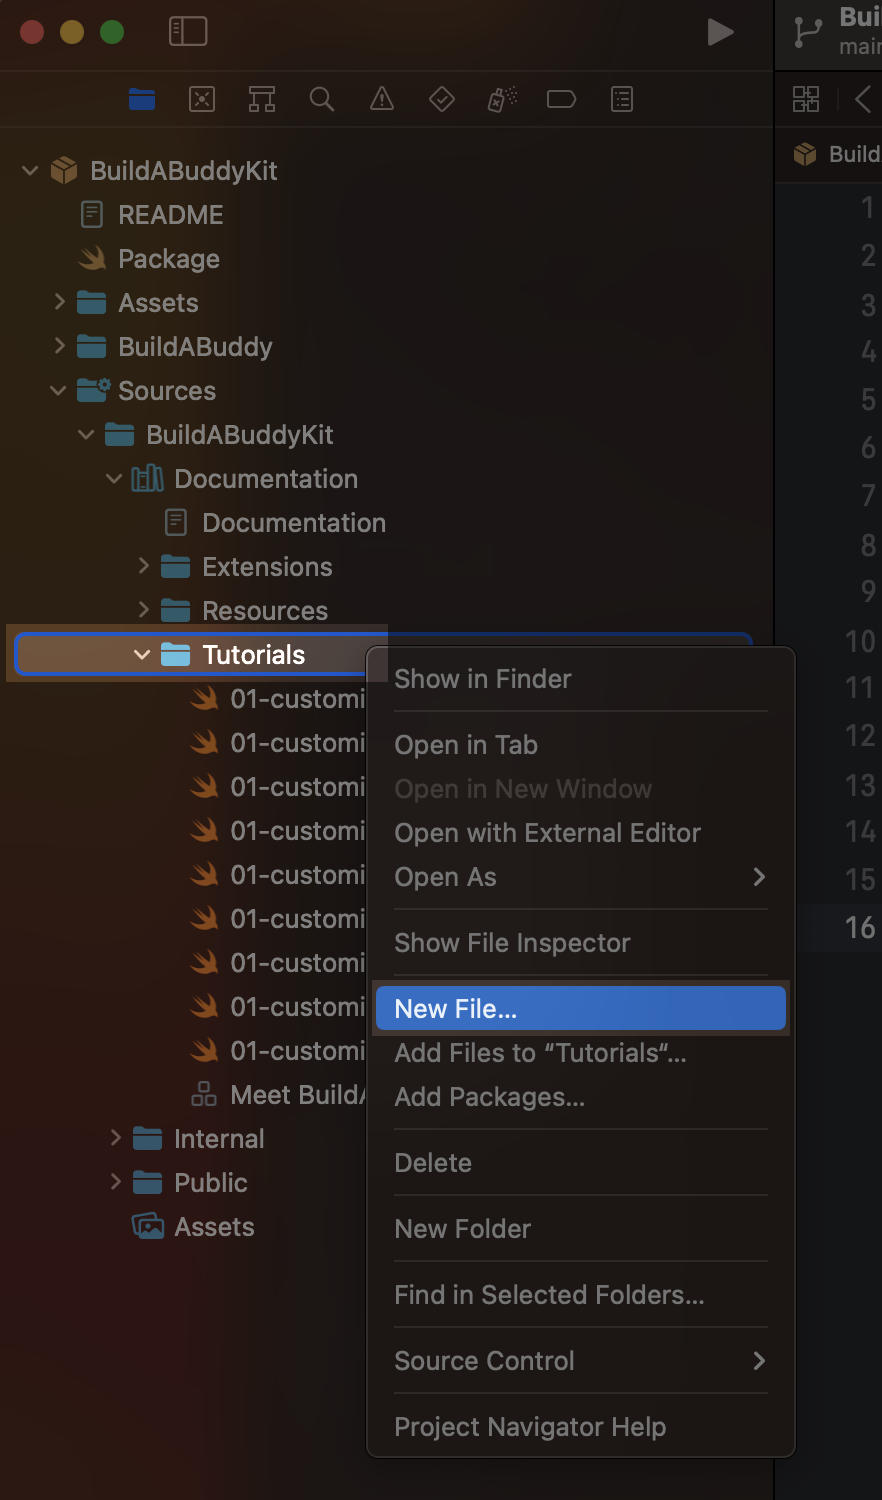 Buil
main
Build
BuildABuddyKit
README
Package
Assets
BuildABuddy
Sources
BuildABuddyKit
Documentation
Documentation
Extensions
Resources
Tutorials
01-customi
01-customi
01-customi
01-customi
01-customi
01-customi
01-customi
01-customi
01-customi
Meet BuildA
Internal
Public
Assets
Show in Finder
Open in Tab
Open in New Window
Open with External Editor
Open As
Show File Inspector
New File...
Add Files to “Tutorials“...
Add Packages...
Delete
New Folder
Find in Selected Folders...
Source Control
Project Navigator Help
1
2
3
4
5
6
7
8
9
10
11
12
13
14
15
16